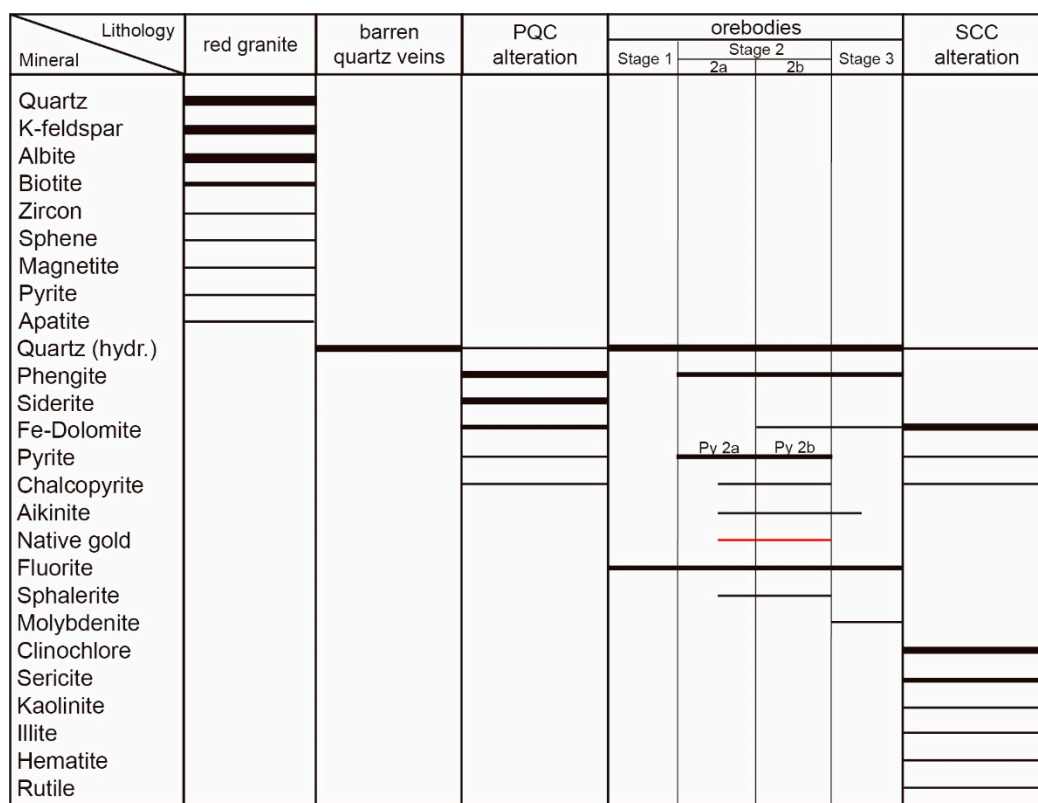 Lithology
Mineral
red granite
barren
quartz veins
PQC
alteration
orebodies
Stage 1
Stage 2
2a
2b
Stage 3
SCC
alteration
Quartz
K-feldspar
Albite
Biotite
Zircon
Sphene
Magnetite
Pyrite
Apatite
Quartz (hydr.)
Phengite
Siderite
Fe-Dolomite
Pyrite Py 2a Py 2b
Chalcopyrite
Aikinite
Native gold
Fluorite
Sphalerite
Molybdenite
Clinochlore
Sericite
Kaolinite
Illite
Hematite
Rutile